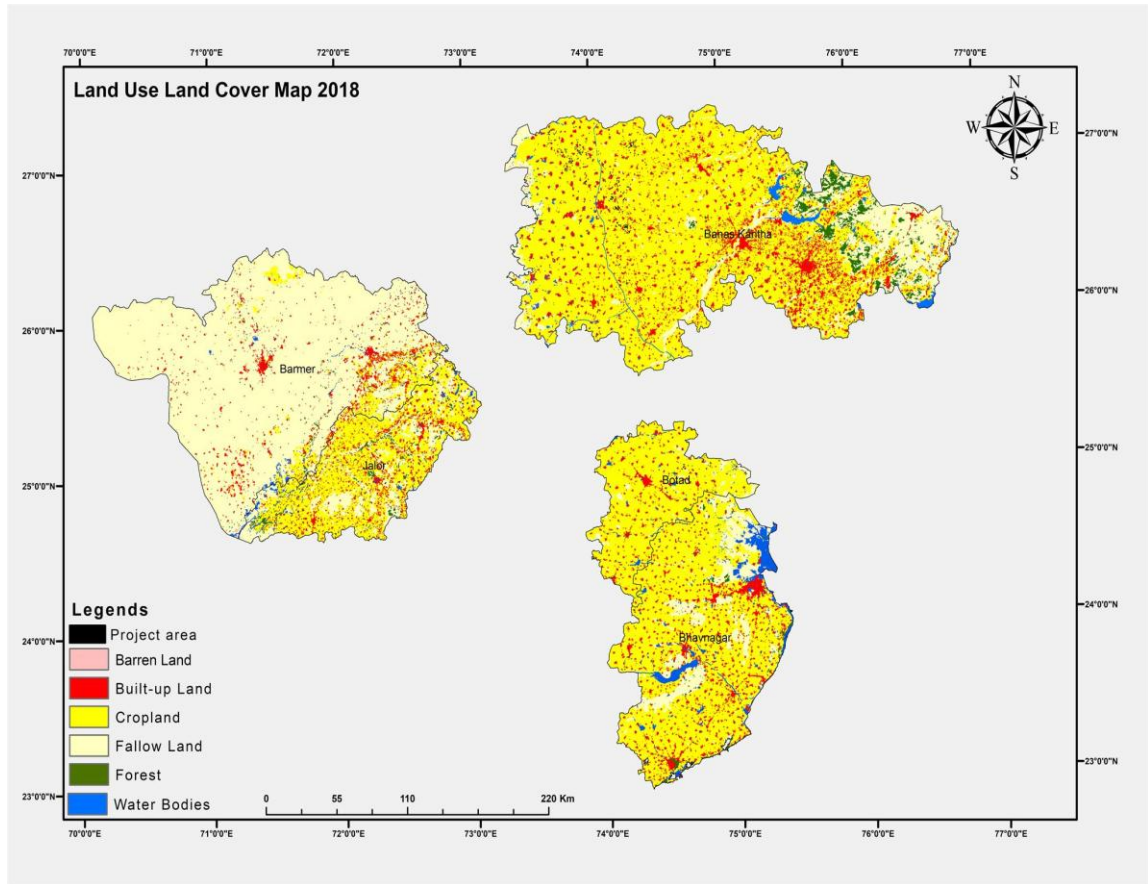 70°0'0"E 71°0'0"E 72°0'0"E 73°0'0"E 74°0'0"E 75°0'0"E 76°0'0"E 77°0'0"E
Land Use Land Cover Map 2018
N
W E
S
27°0'0"N 27°0'0"N
Banas Kantha
26°0'0"N 26°0'0"N
Barmer
25°0'0"N 25°0'0"N
Jalor
Botad
24°0'0"N 24°0'0"N
Bhavnagar
Legends
Project area
Barren Land
Built-up Land
Cropland
Fallow Land
Forest
Water Bodies
23°0'0"N 23°0'0"N
0 55 110 220 Km
70°0'0"E 71°0'0"E 72°0'0"E 73°0'0"E 74°0'0"E 75°0'0"E 76°0'0"E 77°0'0"E